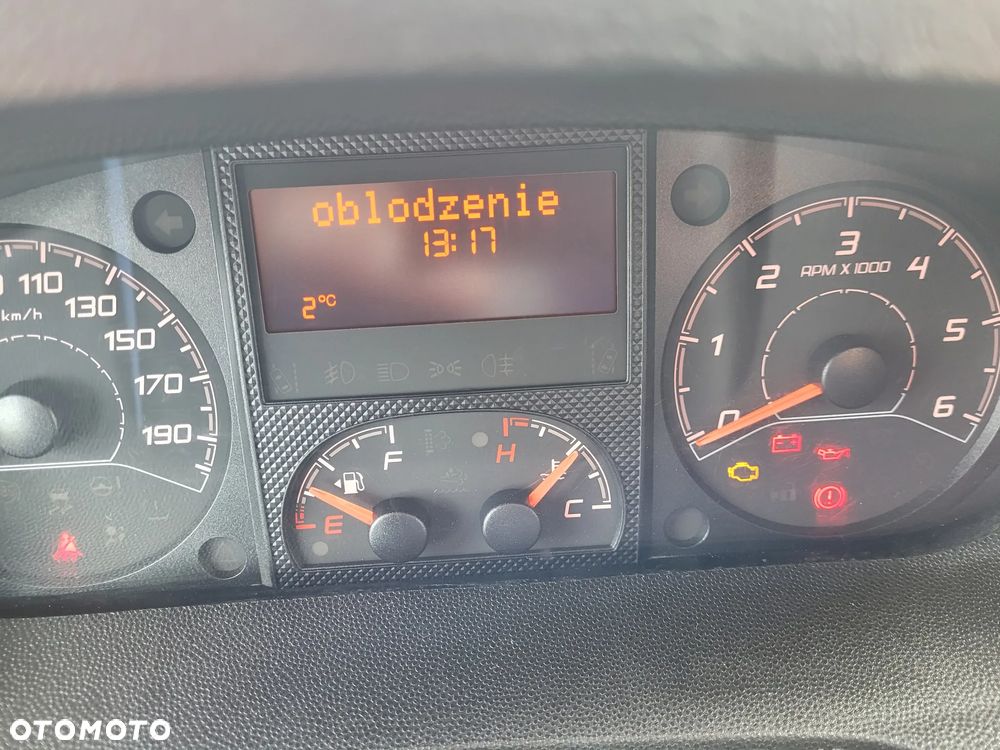 oblodzenie
13:17
2°C
110
130
150
170
190
km/h
RPM X 1000
0
1
2
3
4
5
6
F
E
H
C
OTOMOTO